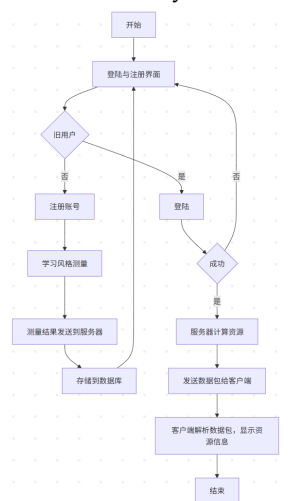 开始
登陆与注册界面
旧用户
否
是
否
注册账号
登陆
学习风格测量
成功
是
测量结果发送到服务器
服务器计算资源
存储到数据库
发送数据包给客户端
客户端解析数据包，显示资
源信息
结束